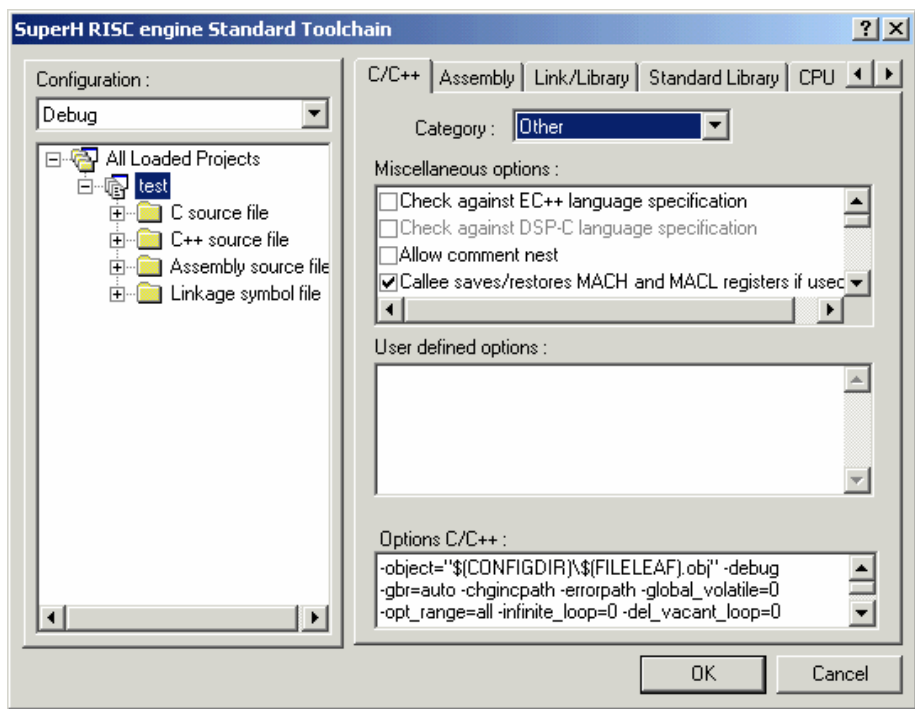 SuperH RISC engine Standard Toolchain
Configuration :
Debug
All Loaded Projects
test
C source file
C++ source file
Assembly source file
Linkage symbol file
C/C++ Assembly Link/Library Standard Library CPU
Category : Other
Miscellaneous options :
Check against EC++ language specification
Check against DSP-C language specification
Allow comment nest
Callee saves/restores MACH and MACL registers if used
User defined options :
Options C/C++ :
-object="$(CONFIGDIR)\$(FILELEAF).obj" -debug
-gbr=auto -chgincpath -errorpath -global_volatile=0
-opt_range=all -infinite_loop=0 -del_vacant_loop=0
OK Cancel